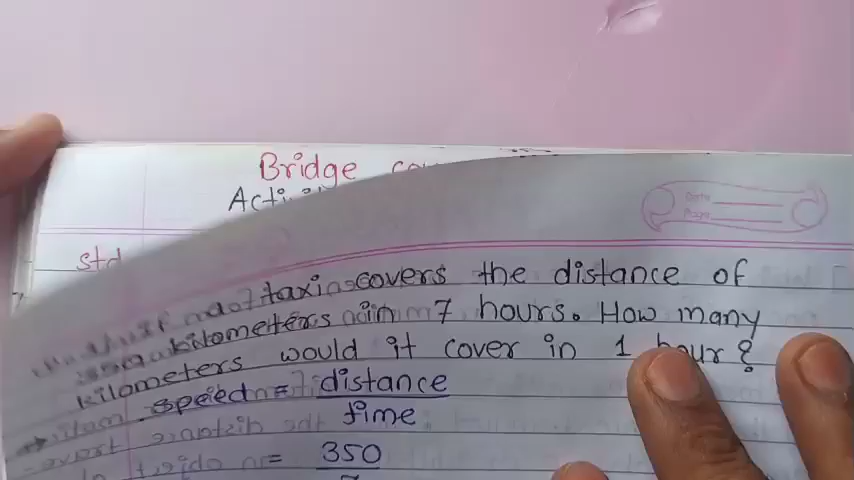 Bridge
Std
Date
Page
taxi covers the distance of
kilometers in 7 hours. How many
kilometers would it cover in 1 hour?
speed = distance
time
= 350